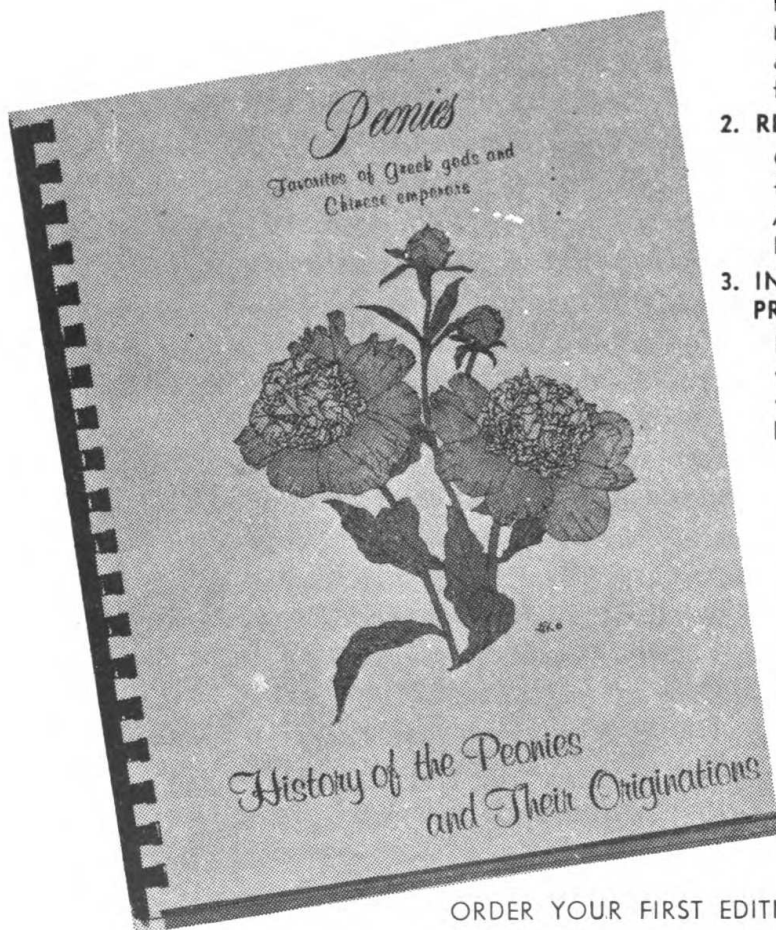 Peonies
Favorites of Greek gods and
Chinese emperors
History of the Peonies
and Their Originations
2. R
3. IN
PR
ORDER YOUR FIRST EDITI